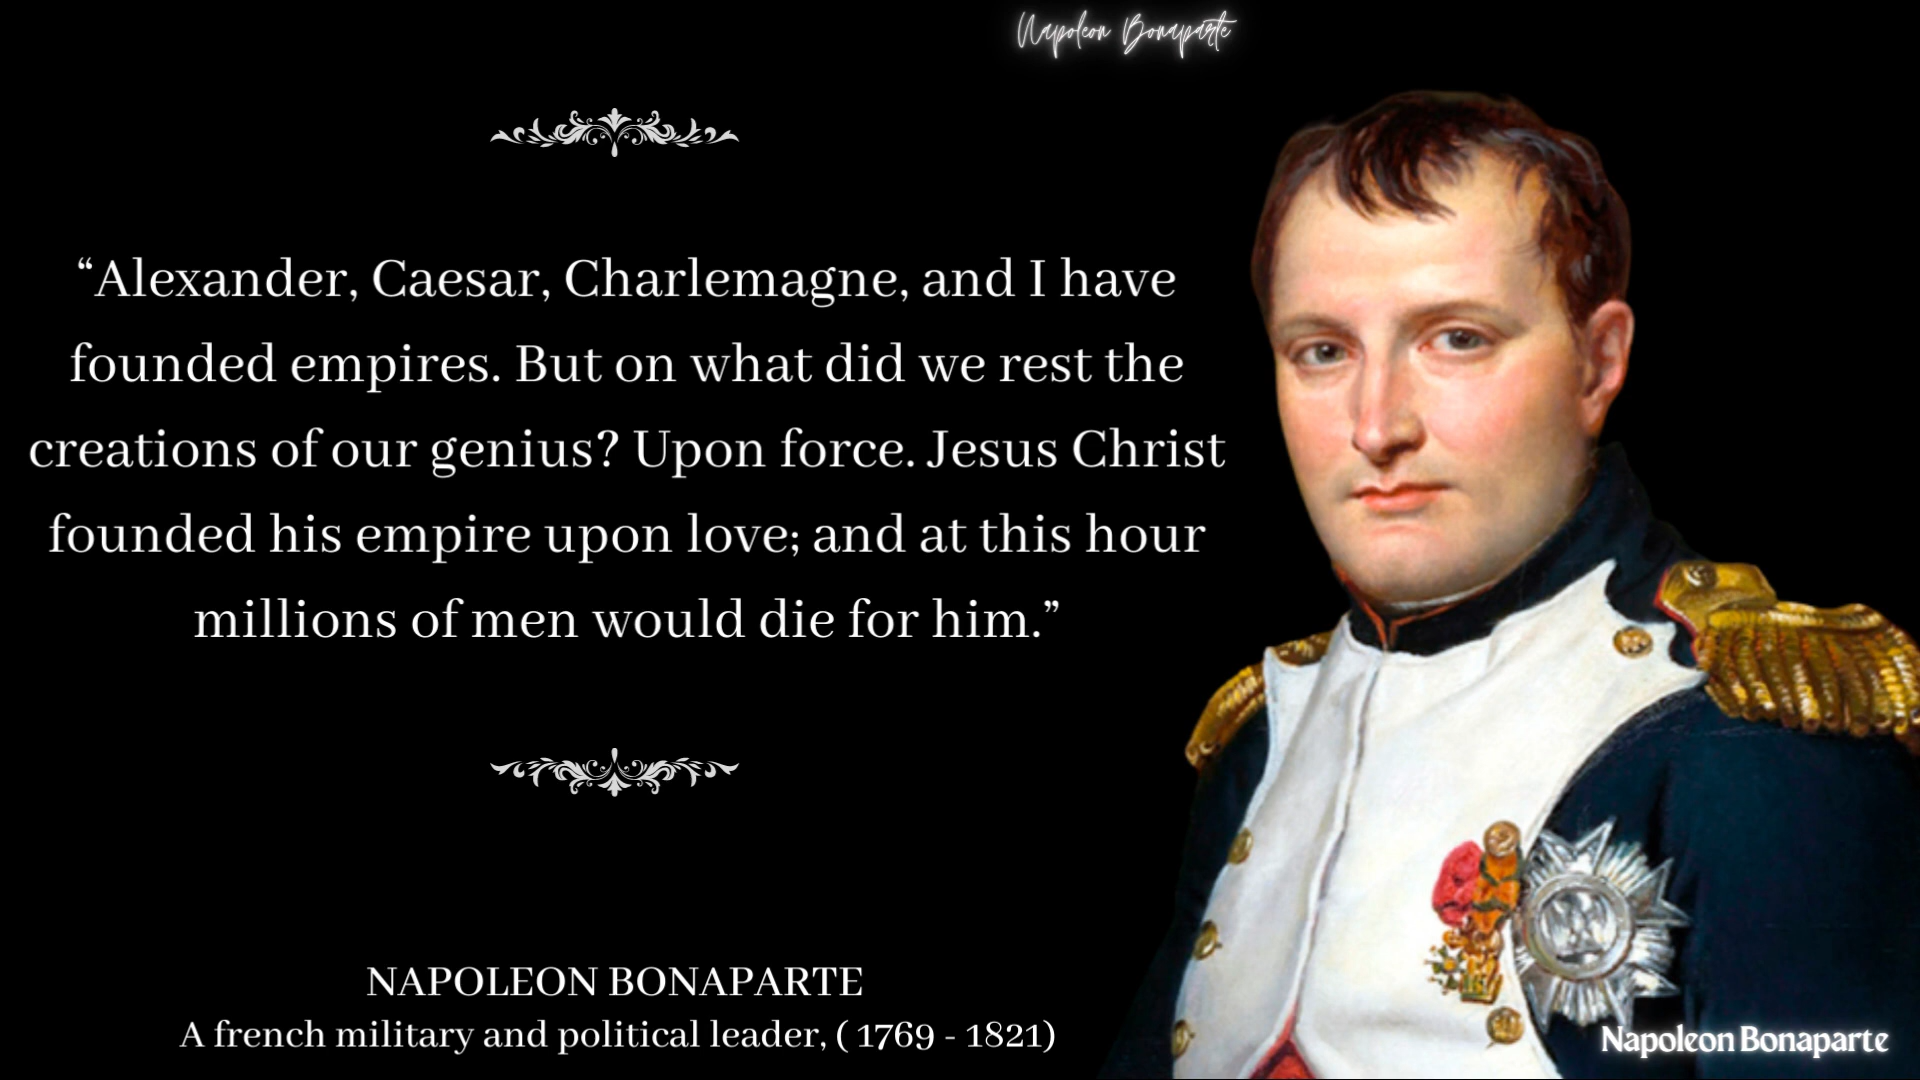 Napoleon Bonaparte
“Alexander, Caesar, Charlemagne, and I have
founded empires. But on what did we rest the
creations of our genius? Upon force. Jesus Christ
founded his empire upon love; and at this hour
millions of men would die for him.”
NAPOLEON BONAPARTE
A french military and political leader, ( 1769 - 1821)
Napoleon Bonaparte